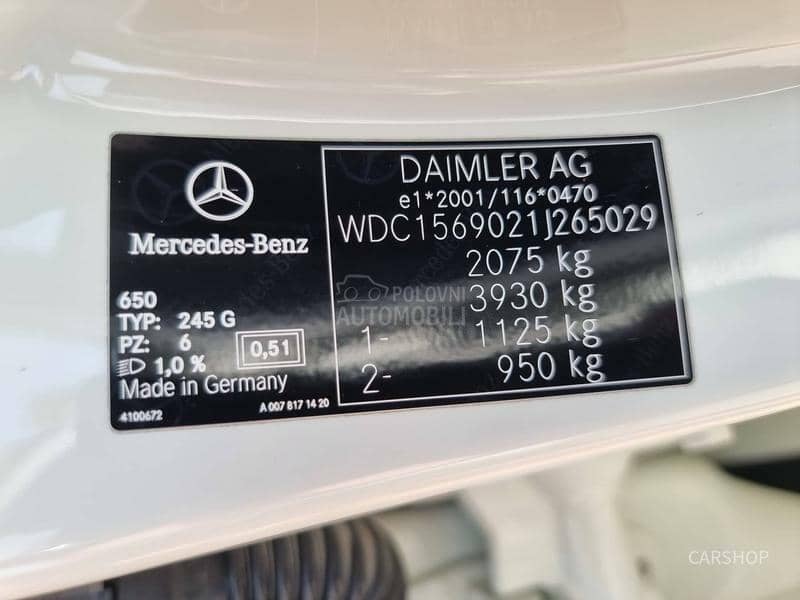 Mercedes-Benz
650
TYP: 245 G
PZ: 6
1,0 %
0,51
Made in Germany
4100672
A 007 817 14 20
DAIMLER AG
e1*2001/116*0470
WDC1569021J265029
2075 kg
3930 kg
1- 1125 kg
2- 950 kg
POLOVNI
AUTOMOBILI
CARSHOP